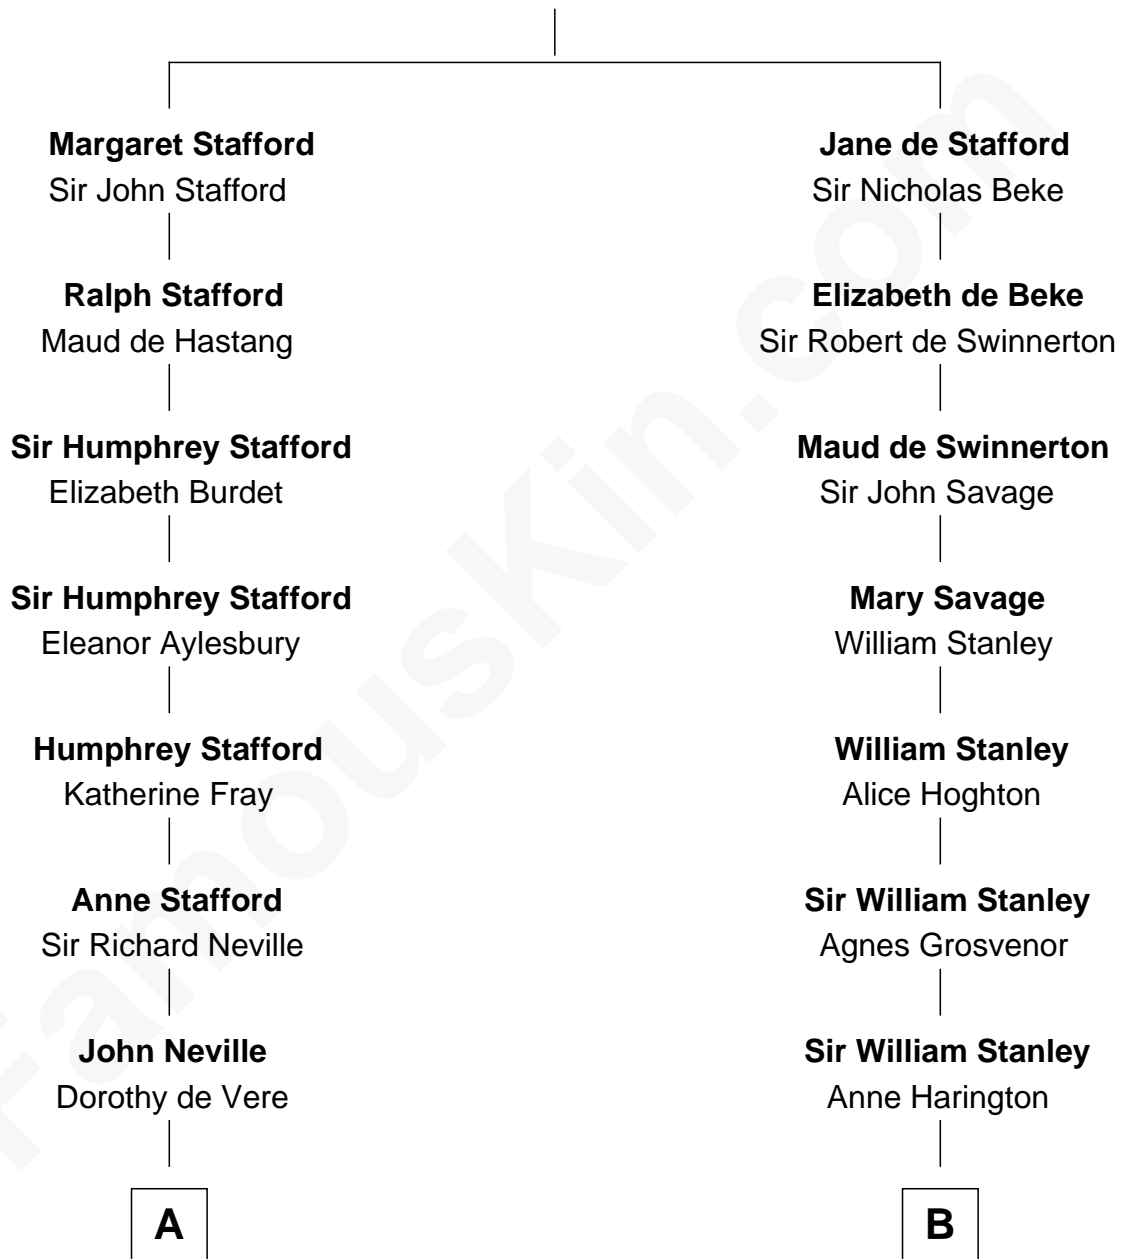 Margaret Stafford
Sir John Stafford
Ralph Stafford
Maud de Hastang
Sir Humphrey Stafford
Elizabeth Burdet
Sir Humphrey Stafford
Eleanor Aylesbury
Humphrey Stafford
Katherine Fray
Anne Stafford
Sir Richard Neville
John Neville
Dorothy de Vere
A
Jane de Stafford
Sir Nicholas Beke
Elizabeth de Beke
Sir Robert de Swinnerton
Maud de Swinnerton
Sir John Savage
Mary Savage
William Stanley
William Stanley
Alice Hoghton
Sir William Stanley
Agnes Grosvenor
Sir William Stanley
Anne Harington
B
FamousKin.com